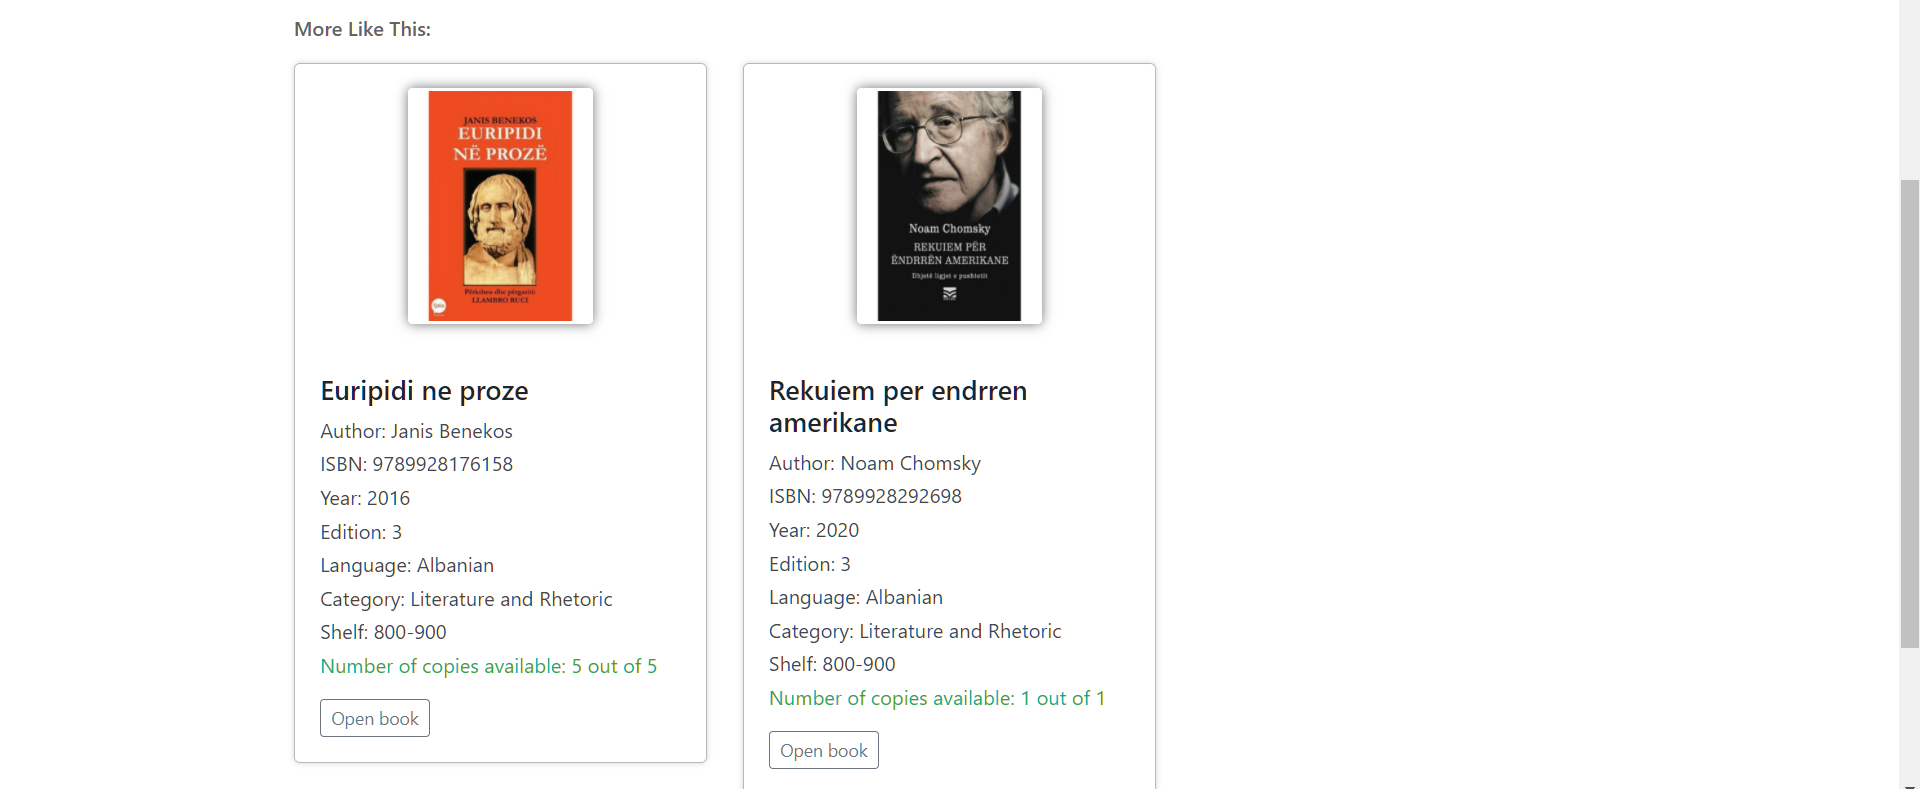 More Like This:
JANIS BENEKOS
EURIPIDI
NË PROZË
Përktheu dhe përgatiti:
LLAMBRO RUCI
Euripidi ne proze
Author: Janis Benekos
ISBN: 9789928176158
Year: 2016
Edition: 3
Language: Albanian
Category: Literature and Rhetoric
Shelf: 800-900
Number of copies available: 5 out of 5
Open book
Noam Chomsky
REKUIEM PËR
ËNDRRËN AMERIKANE
Dhjetë ligjet e pushtetit
Rekuiem per endrren
amerikane
Author: Noam Chomsky
ISBN: 9789928292698
Year: 2020
Edition: 3
Language: Albanian
Category: Literature and Rhetoric
Shelf: 800-900
Number of copies available: 1 out of 1
Open book